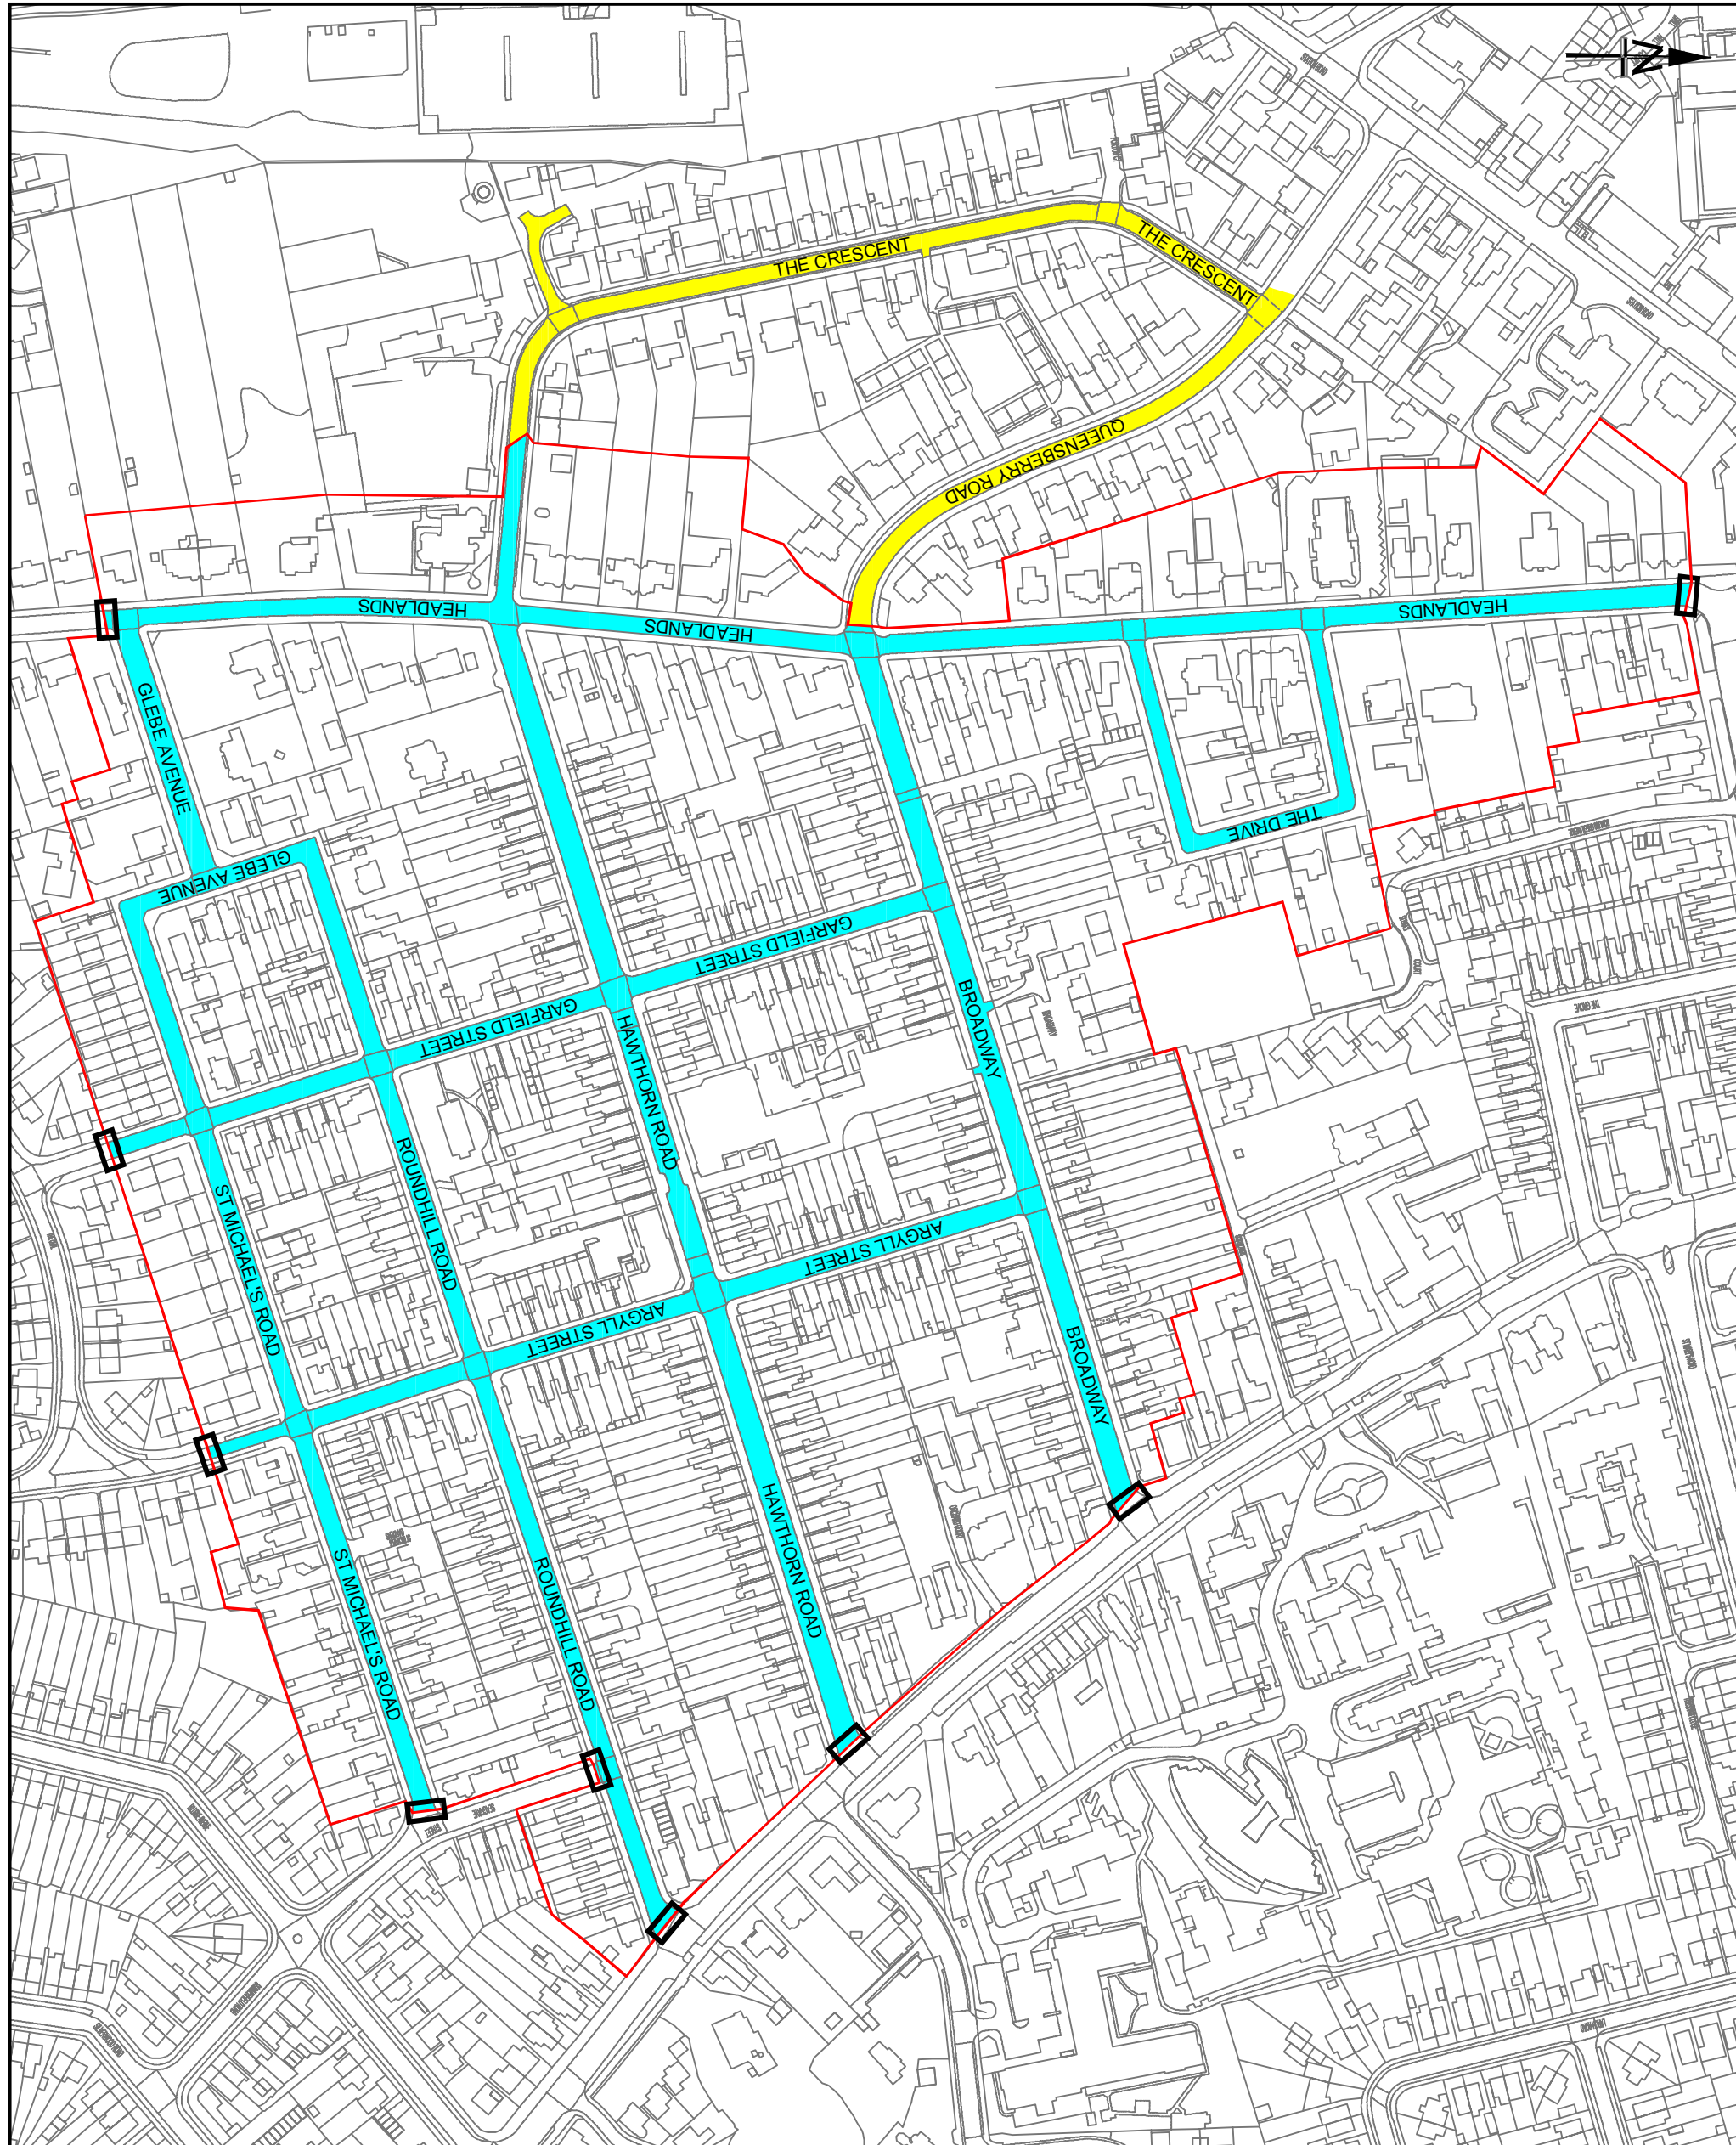 N
THE CRESCENT
THE CRESCENT
QUEENSBERRY ROAD
HEADLANDS
HEADLANDS
HEADLANDS
GLEBE AVENUE
GLEBE AVENUE
THE DRIVE
GARFIELD STREET
GARFIELD STREET
BROADWAY
HAWTHORN ROAD
ROUNDHILL ROAD
ST MICHAEL'S ROAD
ARGYLL STREET
ARGYLL STREET
BROADWAY
HAWTHORN ROAD
ROUNDHILL ROAD
ST MICHAEL'S ROAD
STREET
COURT